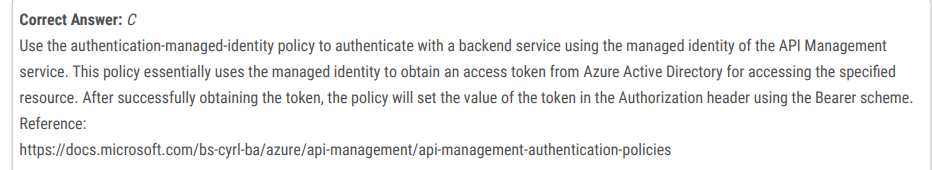 Correct Answer: C
Use the authentication-managed-identity policy to authenticate with a backend service using the managed identity of the API Management
service. This policy essentially uses the managed identity to obtain an access token from Azure Active Directory for accessing the specified
resource. After successfully obtaining the token, the policy will set the value of the token in the Authorization header using the Bearer scheme.
Reference:
https://docs.microsoft.com/bs-cyrl-ba/azure/api-management/api-management-authentication-policies